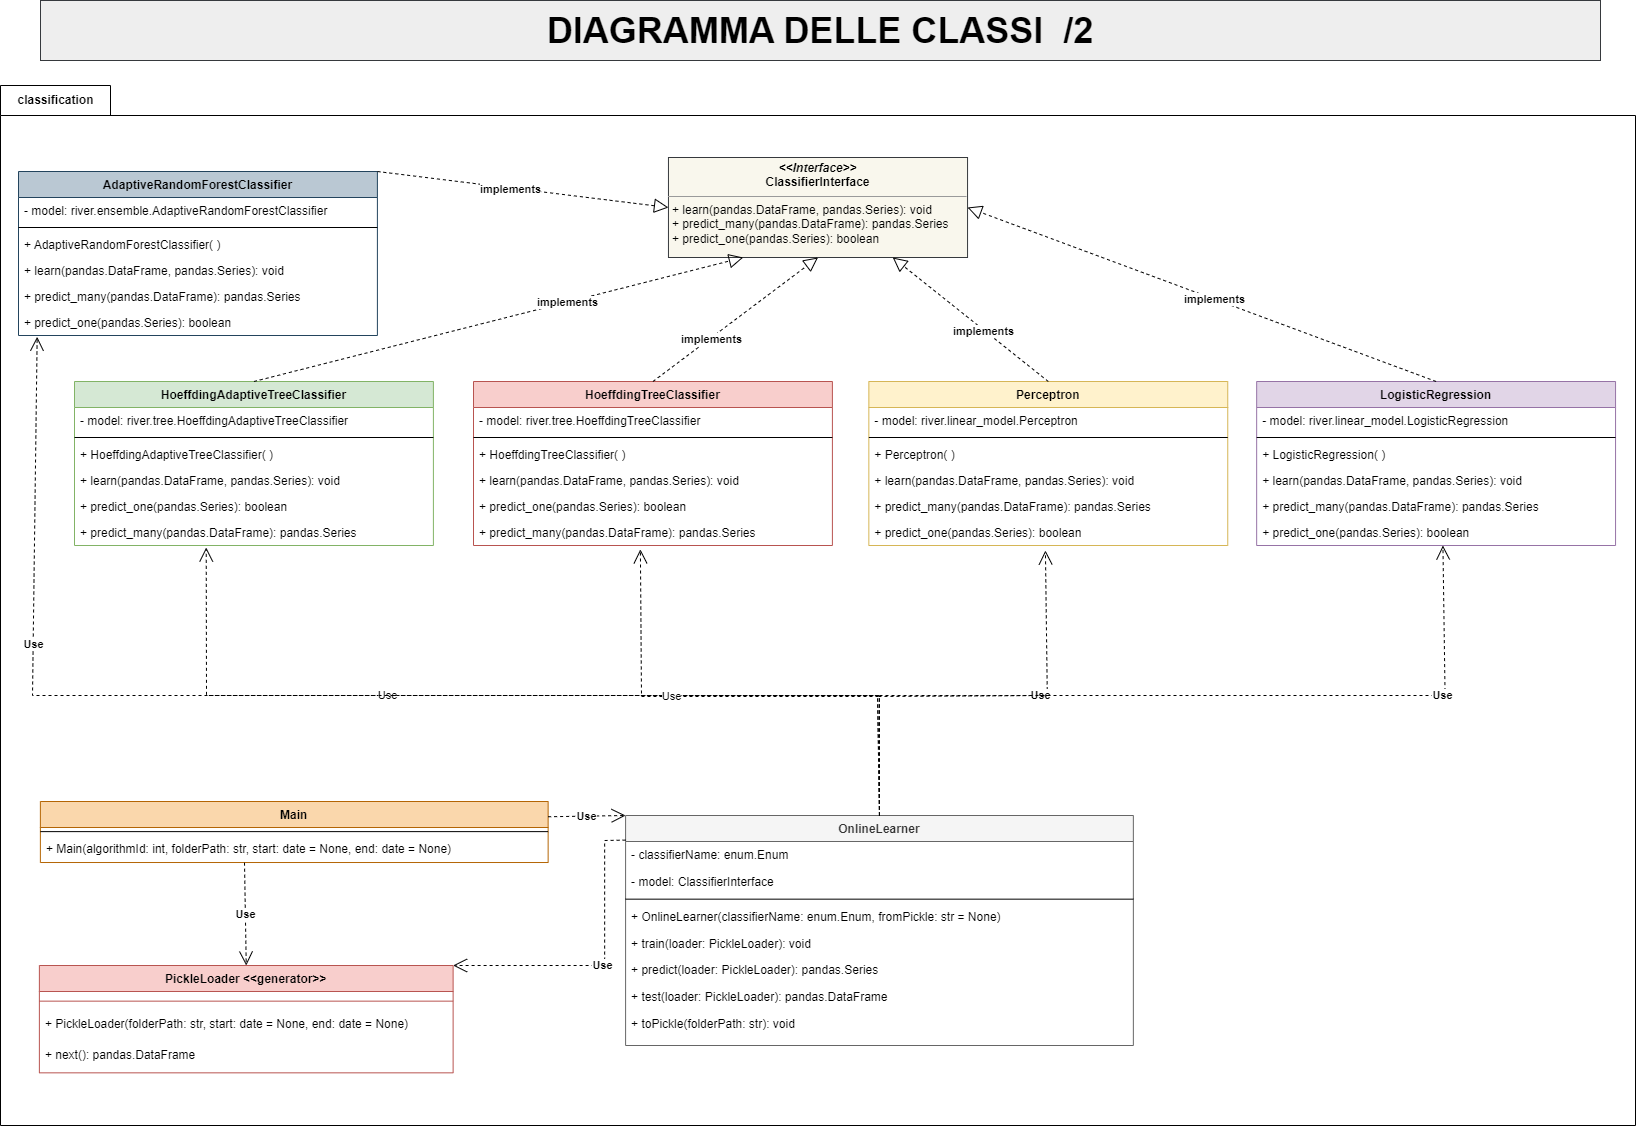 DIAGRAMMA DELLE CLASSI /2
classification
AdaptiveRandomForestClassifier
- model: river.ensemble.AdaptiveRandomForestClassifier
+ AdaptiveRandomForestClassifier( )
+ learn(pandas.DataFrame, pandas.Series): void
+ predict_many(pandas.DataFrame): pandas.Series
+ predict_one(pandas.Series): boolean
implements
<<Interface>>
ClassifierInterface
+ learn(pandas.DataFrame, pandas.Series): void
+ predict_many(pandas.DataFrame): pandas.Series
+ predict_one(pandas.Series): boolean
implements
implements
implements
implements
HoeffdingAdaptiveTreeClassifier
- model: river.tree.HoeffdingAdaptiveTreeClassifier
+ HoeffdingAdaptiveTreeClassifier( )
+ learn(pandas.DataFrame, pandas.Series): void
+ predict_one(pandas.Series): boolean
+ predict_many(pandas.DataFrame): pandas.Series
HoeffdingTreeClassifier
- model: river.tree.HoeffdingTreeClassifier
+ HoeffdingTreeClassifier( )
+ learn(pandas.DataFrame, pandas.Series): void
+ predict_one(pandas.Series): boolean
+ predict_many(pandas.DataFrame): pandas.Series
Perceptron
- model: river.linear_model.Perceptron
+ Perceptron( )
+ learn(pandas.DataFrame, pandas.Series): void
+ predict_many(pandas.DataFrame): pandas.Series
+ predict_one(pandas.Series): boolean
LogisticRegression
- model: river.linear_model.LogisticRegression
+ LogisticRegression( )
+ learn(pandas.DataFrame, pandas.Series): void
+ predict_many(pandas.DataFrame): pandas.Series
+ predict_one(pandas.Series): boolean
Use
Use
Use
Use
Use
Main
+ Main(algorithmId: int, folderPath: str, start: date = None, end: date = None)
Use
Use
Use
OnlineLearner
- classifierName: enum.Enum
- model: ClassifierInterface
+ OnlineLearner(classifierName: enum.Enum, fromPickle: str = None)
+ train(loader: PickleLoader): void
+ predict(loader: PickleLoader): pandas.Series
+ test(loader: PickleLoader): pandas.DataFrame
+ toPickle(folderPath: str): void
PickleLoader <<generator>>
+ PickleLoader(folderPath: str, start: date = None, end: date = None)
+ next(): pandas.DataFrame